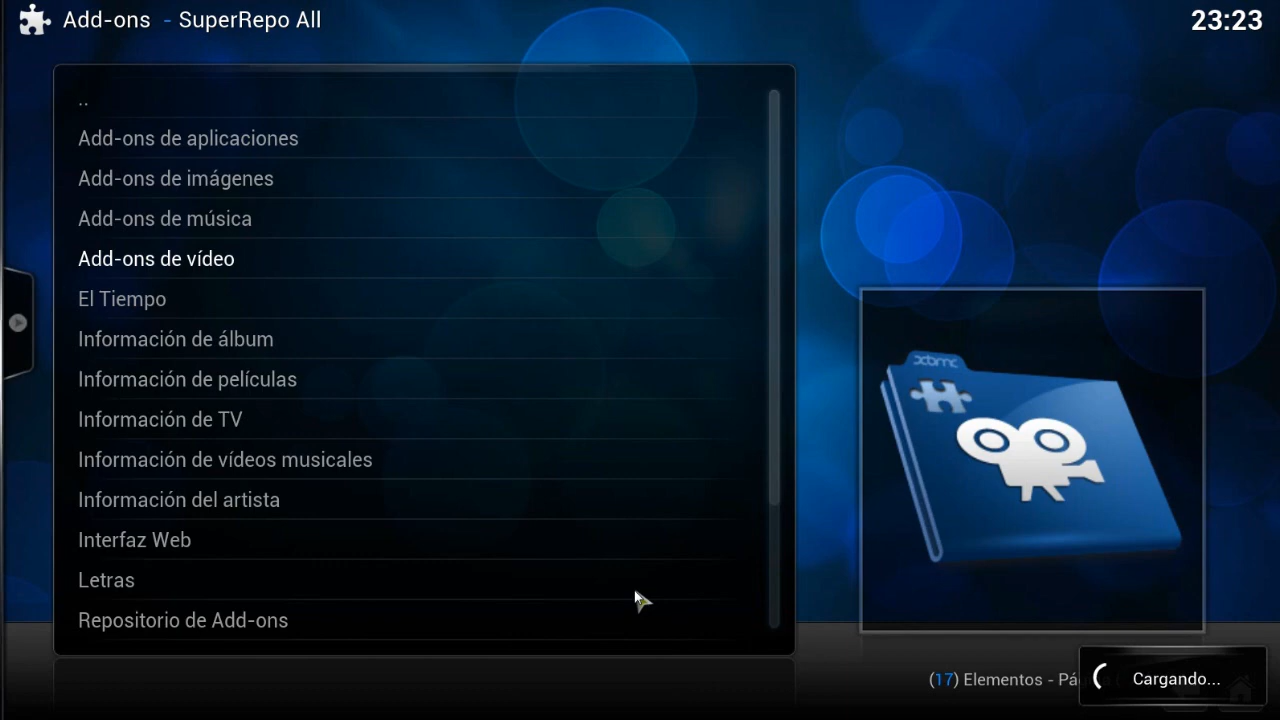 Add-ons - SuperRepo All
23:23
..
Add-ons de aplicaciones
Add-ons de imágenes
Add-ons de música
Add-ons de vídeo
El Tiempo
Información de álbum
Información de películas
Información de TV
Información de vídeos musicales
Información del artista
Interfaz Web
Letras
Repositorio de Add-ons
xbmc
(17) Elementos -
Cargando...